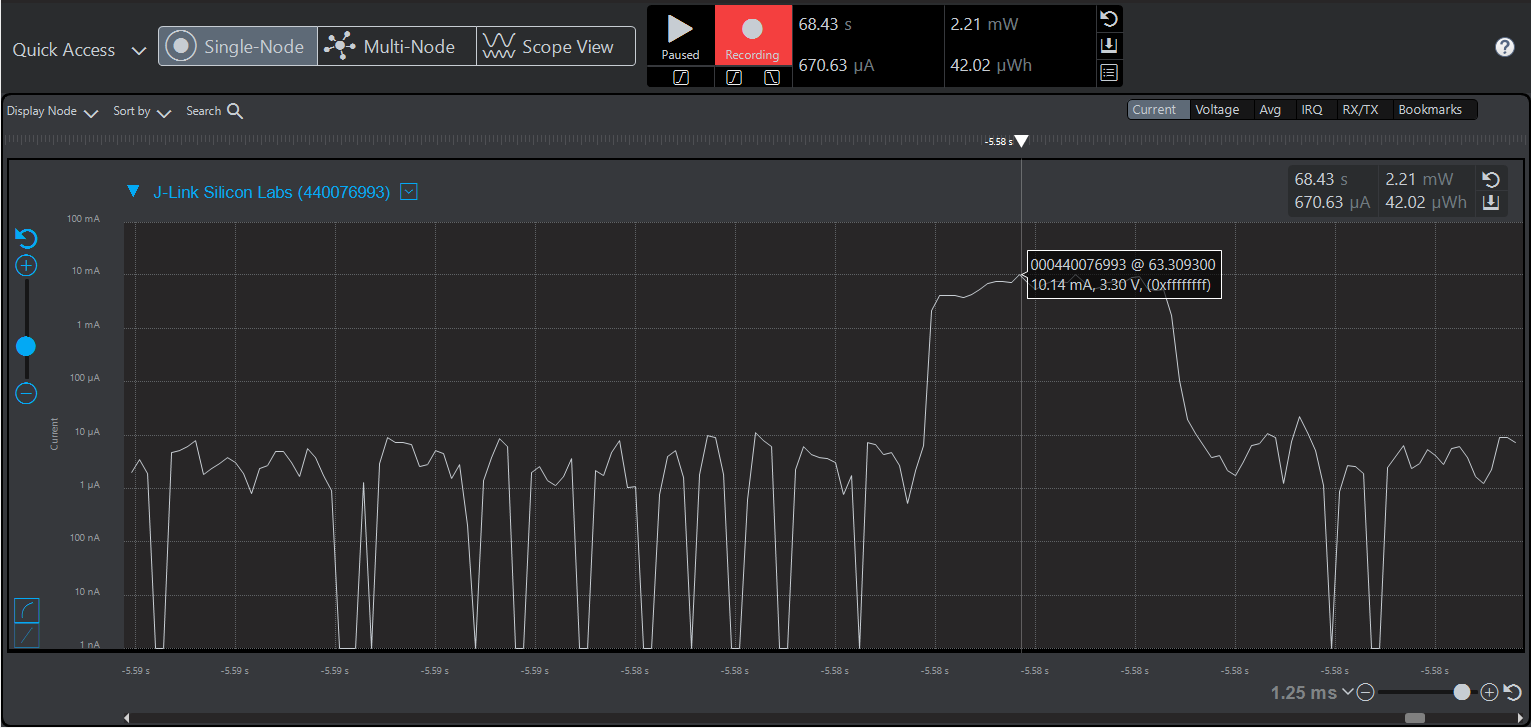 Quick Access
Single-Node
Multi-Node
Scope View
Paused
Recording
68.43 s
2.21 mW
670.63 µA
42.02 µWh
Display Node
Sort by
Search
Current
Voltage
Avg
IRQ
RX/TX
Bookmarks
-5.58 s
J-Link Silicon Labs (440076993)
68.43 s
2.21 mW
670.63 µA
42.02 µWh
100 mA
10 mA
1 mA
100 µA
10 µA
1 µA
100 nA
10 nA
1 nA
Current
000440076993 @ 63.309300
10.14 mA, 3.30 V, (0xffffffff)
-5.59 s
-5.59 s
-5.59 s
-5.59 s
-5.59 s
-5.58 s
-5.58 s
-5.58 s
-5.58 s
-5.58 s
-5.58 s
-5.58 s
-5.58 s
-5.58 s
1.25 ms